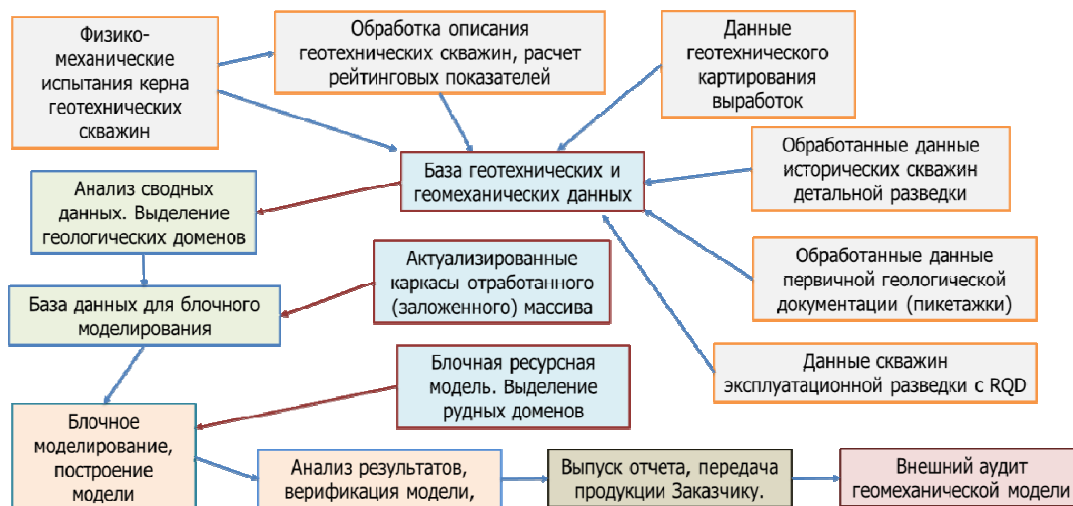 Физико-
механические
испытания керна
геотехнических
скважин
Обработка описания
геотехнических скважин, расчет
рейтинговых показателей
Данные
геотехнического
картирования
выработок
База геотехнических и
геомеханических данных
Обработанные данные
исторических скважин
детальной разведки
Анализ сводных
данных. Выделение
геологических доменов
Актуализированные
каркасы отработанного
(заложенного) массива
Обработанные данные
первичной геологической
документации (пикетажки)
База данных для блочного
моделирования
Блочная ресурсная
модель. Выделение
рудных доменов
Данные скважин
эксплуатационной разведки с RQD
Блочное
моделирование,
построение
модели
Анализ результатов,
верификация модели,
Выпуск отчета, передача
продукции Заказчику.
Внешний аудит
геомеханической модели